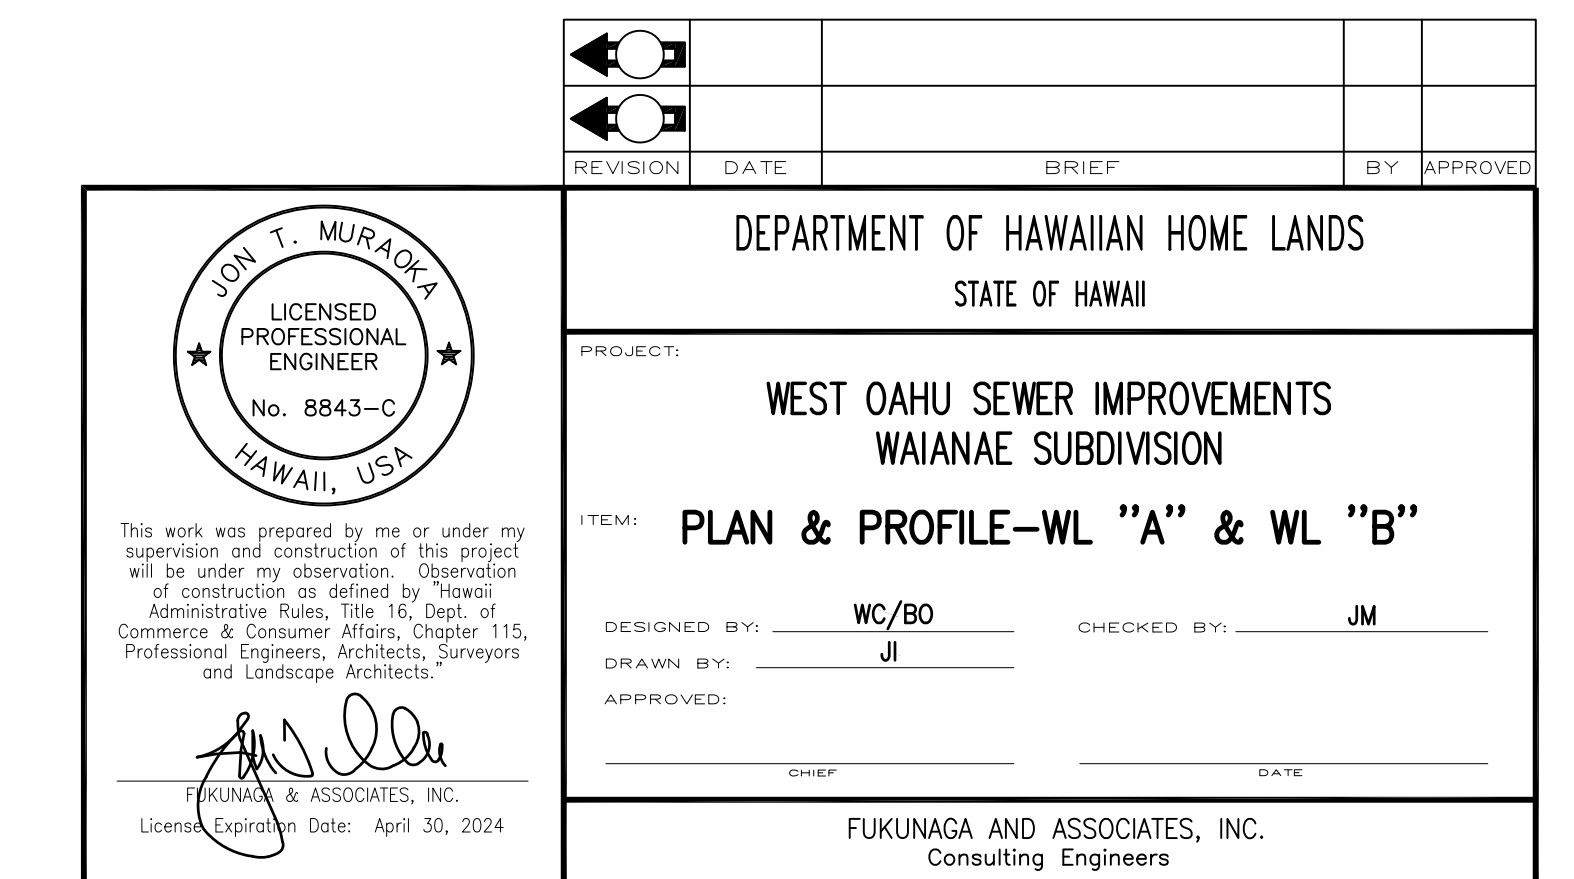 REVISION DATE BRIEF BY APPROVED
JON T. MURAOKA
LICENSED
PROFESSIONAL
ENGINEER
No. 8843-C
HAWAII, USA
This work was prepared by me or under my
supervision and construction of this project
will be under my observation. Observation
of construction as defined by "Hawaii
Administrative Rules, Title 16, Dept. of
Commerce & Consumer Affairs, Chapter 115,
Professional Engineers, Architects, Surveyors
and Landscape Architects."
FUKUNAGA & ASSOCIATES, INC.
License Expiration Date: April 30, 2024
DEPARTMENT OF HAWAIIAN HOME LANDS
STATE OF HAWAII
PROJECT:
WEST OAHU SEWER IMPROVEMENTS
WAIANAE SUBDIVISION
ITEM: PLAN & PROFILE-WL "A" & WL "B"
DESIGNED BY: WC/BO CHECKED BY: JM
DRAWN BY: JI
APPROVED:
CHIEF DATE
FUKUNAGA AND ASSOCIATES, INC.
Consulting Engineers